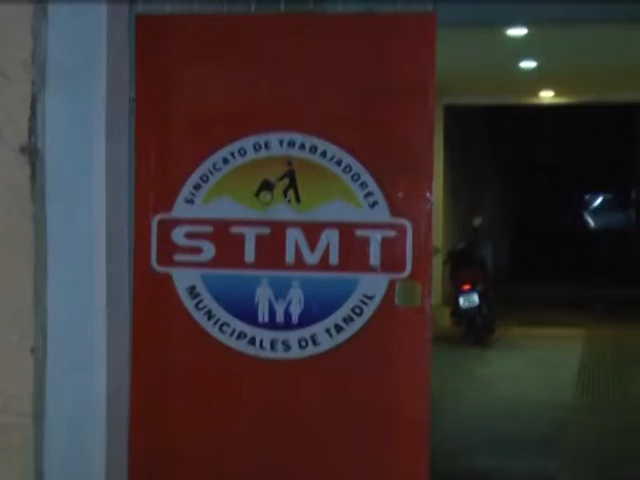 SINDICATO DE TRABAJADORES
STMT
MUNICIPALES DE TANDIL